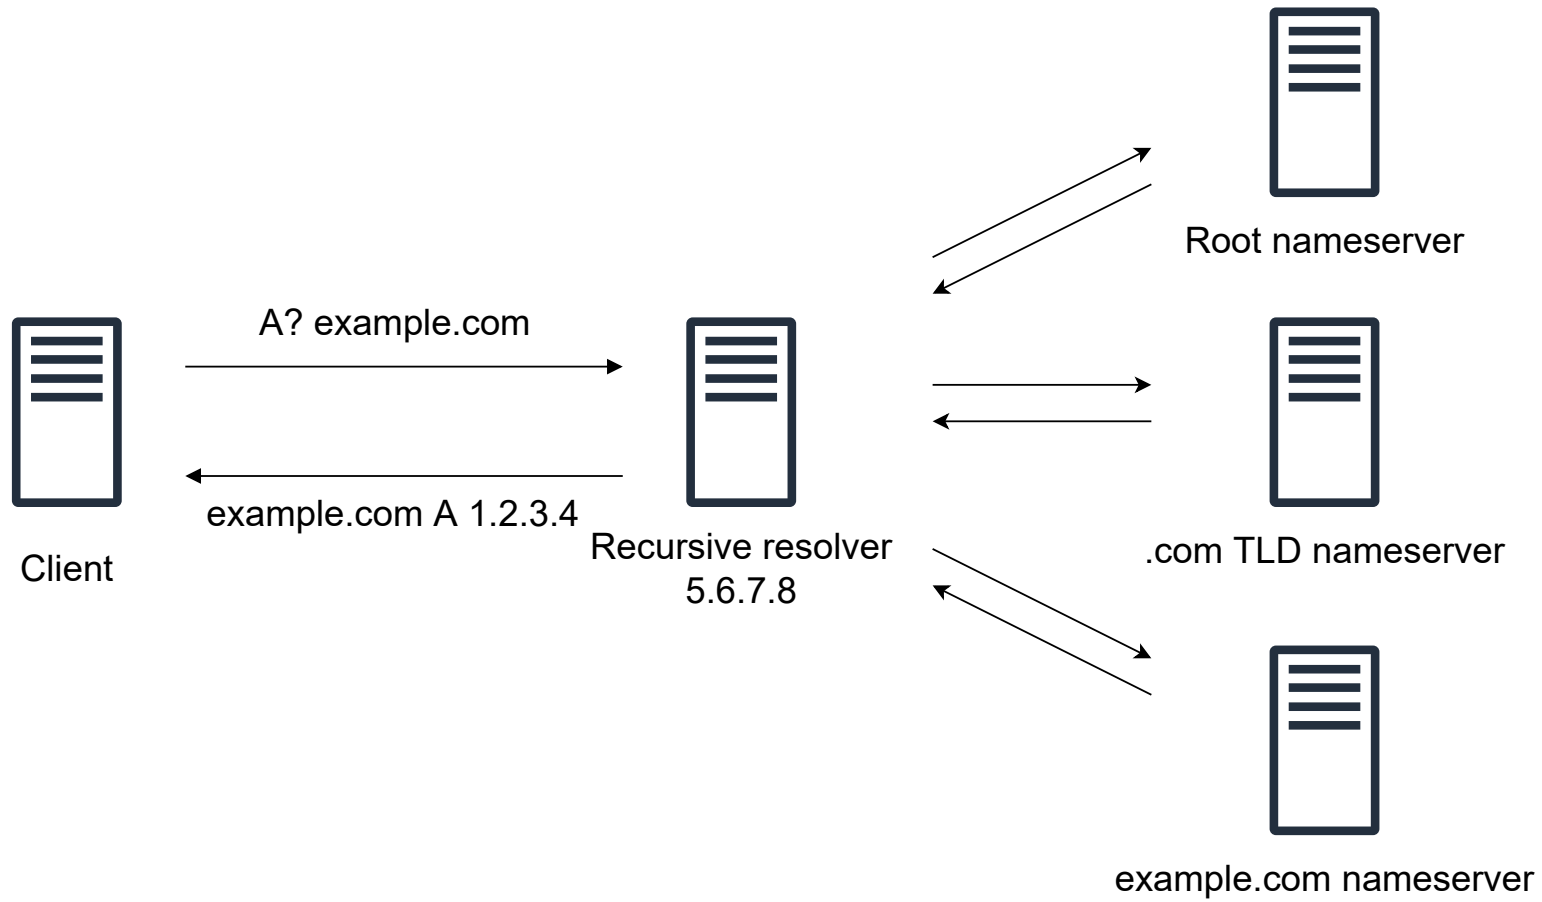 Root nameserver
A? example.com
example.com A 1.2.3.4
Client
Recursive resolver
5.6.7.8
.com TLD nameserver
example.com nameserver